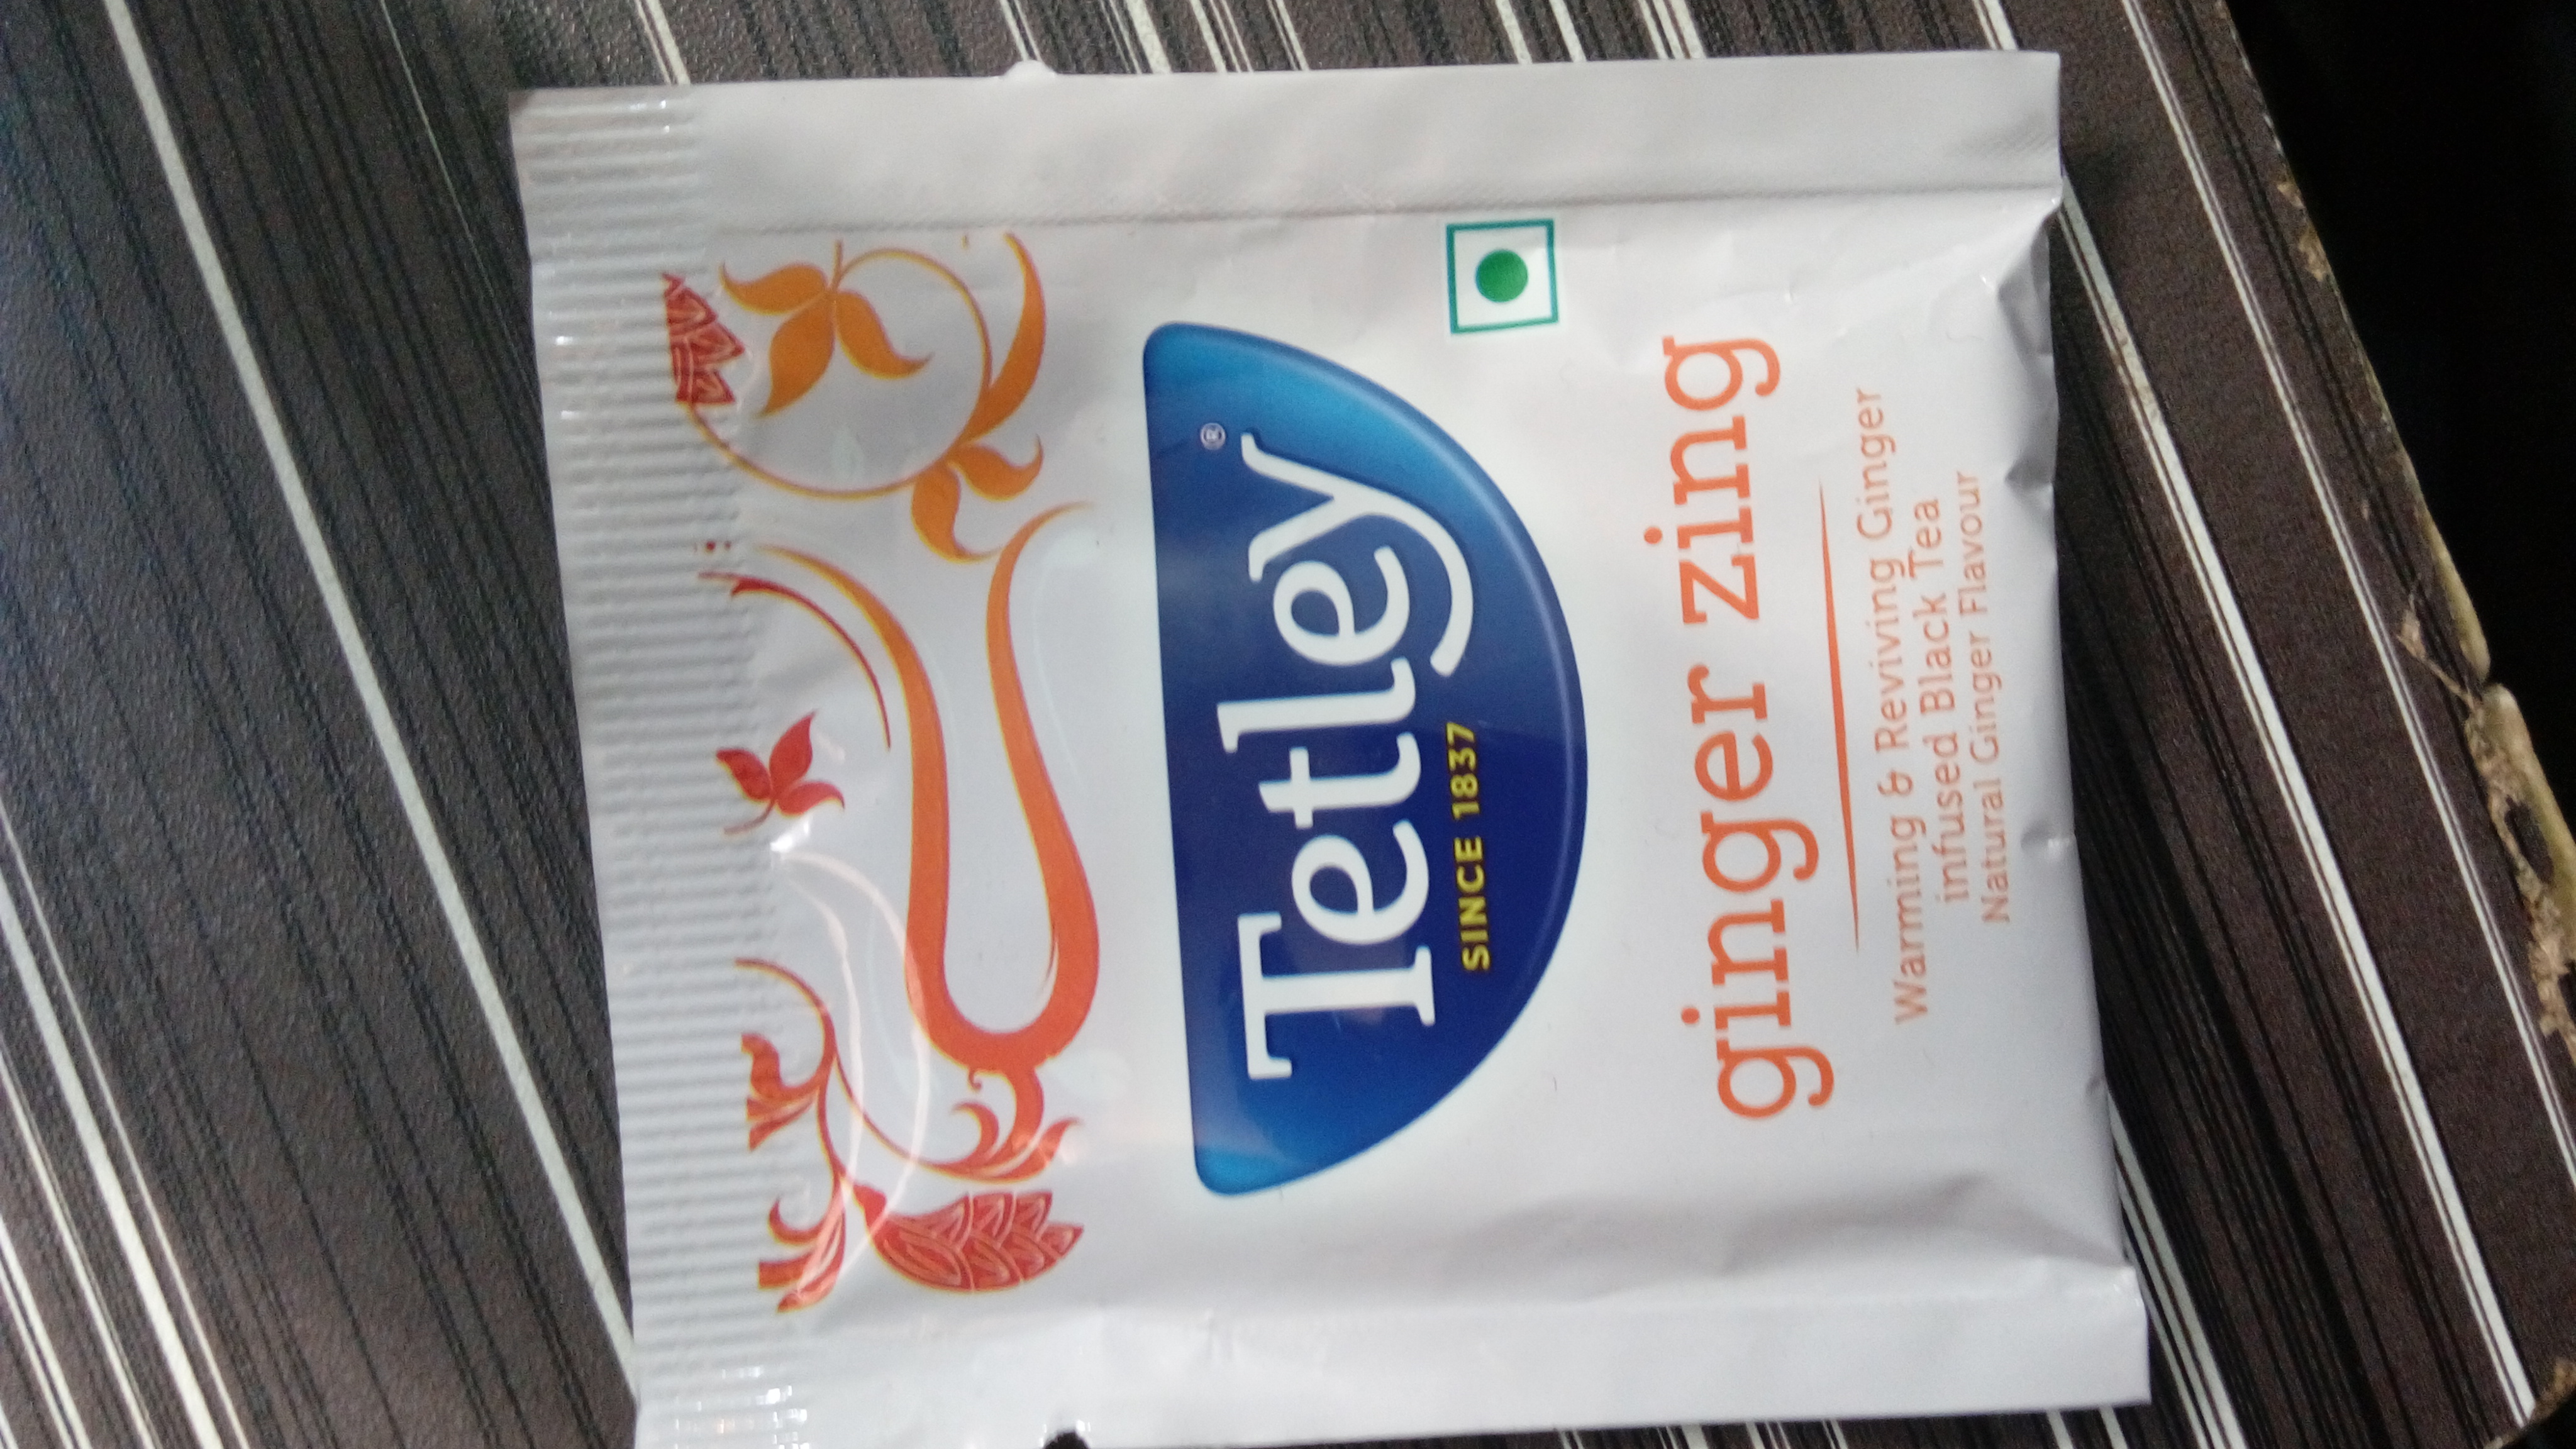 Tetley®
SINCE 1837
ginger zing
Warming & Reviving Ginger
infused Black Tea
Natural Ginger Flavour